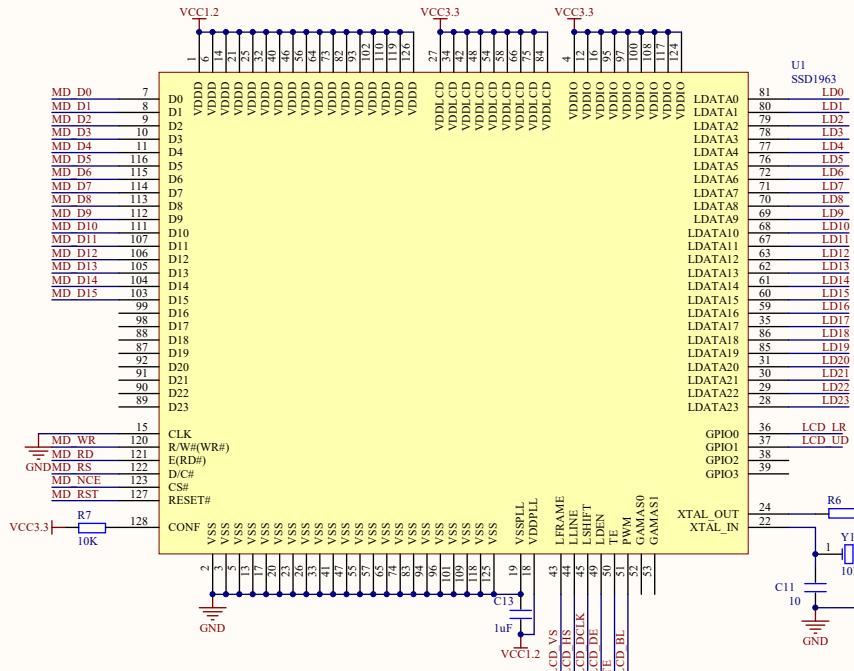 VCC1.2 VCC3.3 VCC3.3
1 6 14 21 25 32 40 46 56 64 73 82 93 102 110 119 126 27 34 42 48 54 58 66 75 84 4 12 16 95 97 100 108 117 124
U1
SSD1963
VDDD VDDD VDDD VDDD VDDD VDDD VDDD VDDD VDDD VDDD VDDD VDDD VDDD VDDD VDDD VDDD VDDD VDDLCD VDDLCD VDDLCD VDDLCD VDDLCD VDDLCD VDDLCD VDDLCD VDDLCD VDDIO VDDIO VDDIO VDDIO VDDIO VDDIO VDDIO VDDIO VDDIO
MD_D0 7 D0 LDATA0 81 LD0
MD_D1 8 D1 LDATA1 80 LD1
MD_D2 9 D2 LDATA2 79 LD2
MD_D3 10 D3 LDATA3 78 LD3
MD_D4 11 D4 LDATA4 77 LD4
MD_D5 116 D5 LDATA5 76 LD5
MD_D6 115 D6 LDATA6 72 LD6
MD_D7 114 D7 LDATA7 71 LD7
MD_D8 113 D8 LDATA8 70 LD8
MD_D9 112 D9 LDATA9 69 LD9
MD_D10 111 D10 LDATA10 68 LD10
MD_D11 107 D11 LDATA11 67 LD11
MD_D12 106 D12 LDATA12 63 LD12
MD_D13 105 D13 LDATA13 62 LD13
MD_D14 104 D14 LDATA14 61 LD14
MD_D15 103 D15 LDATA15 60 LD15
99 D16 LDATA16 59 LD16
98 D17 LDATA17 35 LD17
88 D18 LDATA18 86 LD18
87 D19 LDATA19 85 LD19
92 D20 LDATA20 31 LD20
91 D21 LDATA21 30 LD21
90 D22 LDATA22 29 LD22
89 D23 LDATA23 28 LD23
15 CLK GPIO0 36 LCD_LR
MD_WR 120 R/W#(WR#) GPIO1 37 LCD_UD
MD_RD 121 E(RD#) GPIO2 38
GND MD_RS 122 D/C# GPIO3 39
MD_NCE 123 CS#
MD_RST 127 RESET#
XTAL_OUT 24 R6
VCC3.3 R7 128 CONF XTAL_IN 22
10K
VSS VSS VSS VSS VSS VSS VSS VSS VSS VSS VSS VSS VSS VSS VSS VSS VSS VSS VSS VSS VSS VSS VSSPLL VDDPLL LFRAME LLINE LSHIFT LDEN TE PWM GAMAS0 GAMAS1
1 Y1
2 3 5 13 17 20 23 26 33 41 47 55 57 65 74 83 94 96 101 109 118 125 19 18 43 44 45 49 50 51 52 53
C11
10
C13
1uF
GND
VCC1.2
LCD_HS LCD_DCLK LCD_DE TE LCD_BL
GND